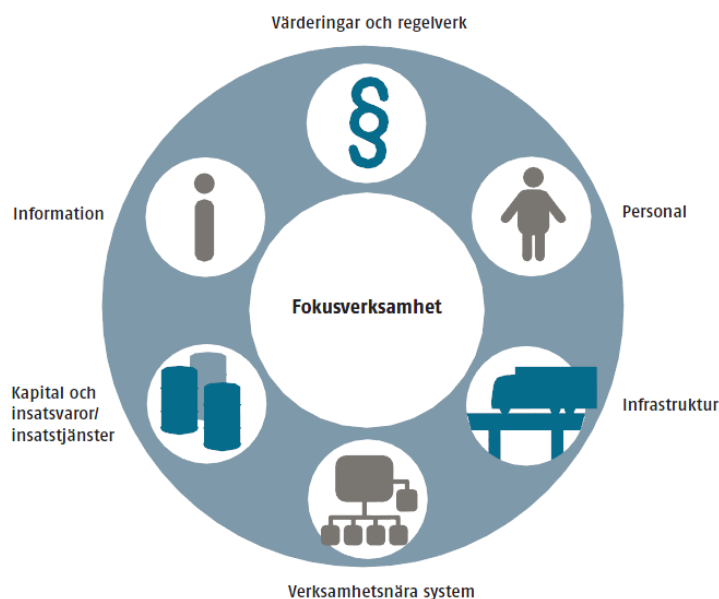 Värderingar och regelverk
Information
Personal
Fokusverksamhet
Kapital och
insatsvaror/
insatstjänster
Infrastruktur
Verksamhetsnära system